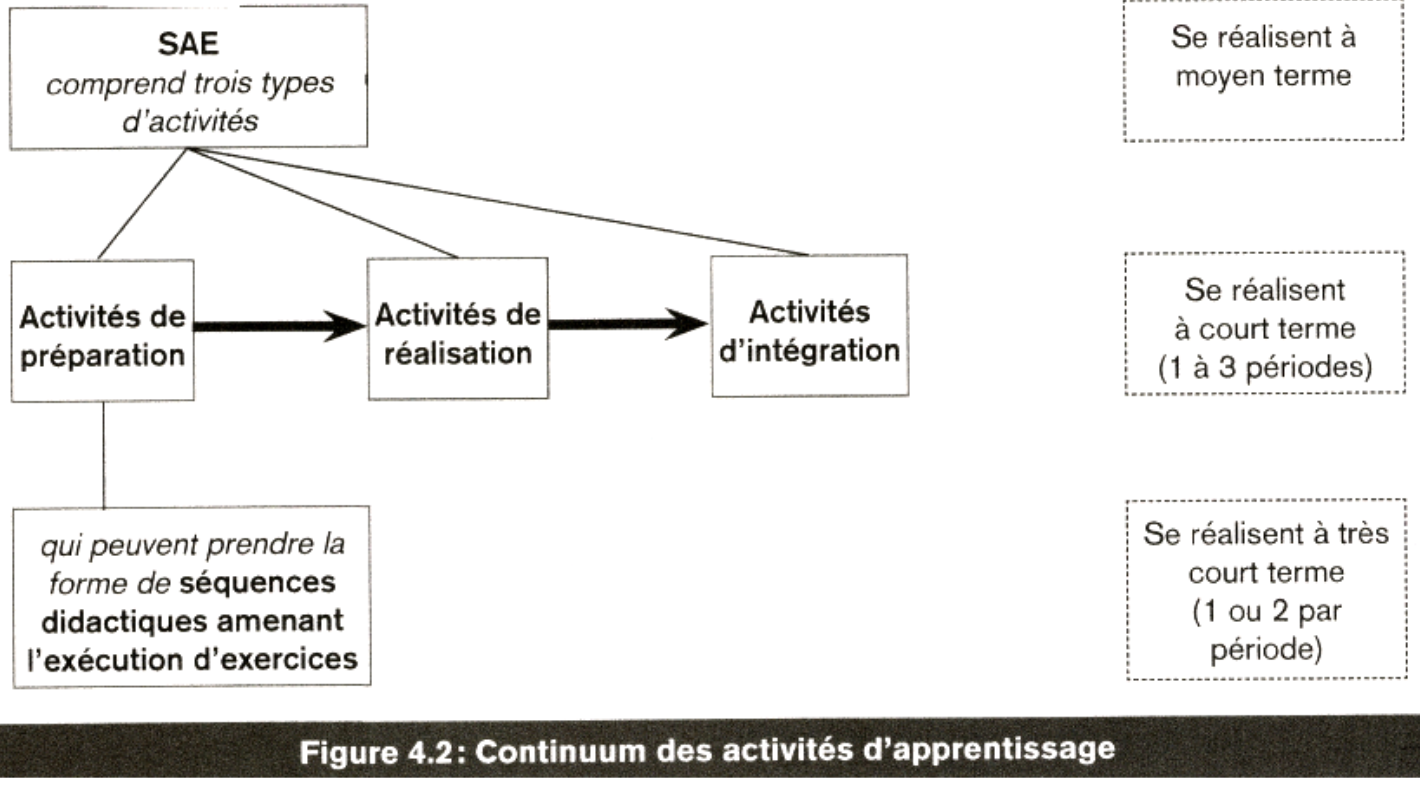 SAE
comprend trois types
d'activités
Se réalisent à
moyen terme
Activités de
préparation
Activités de
réalisation
Activités
d'intégration
Se réalisent
à court terme
(1 à 3 périodes)
qui peuvent prendre la
forme de séquences
didactiques amenant
l'exécution d'exercices
Se réalisent à très
court terme
(1 ou 2 par
période)
Figure 4.2: Continuum des activités d'apprentissage